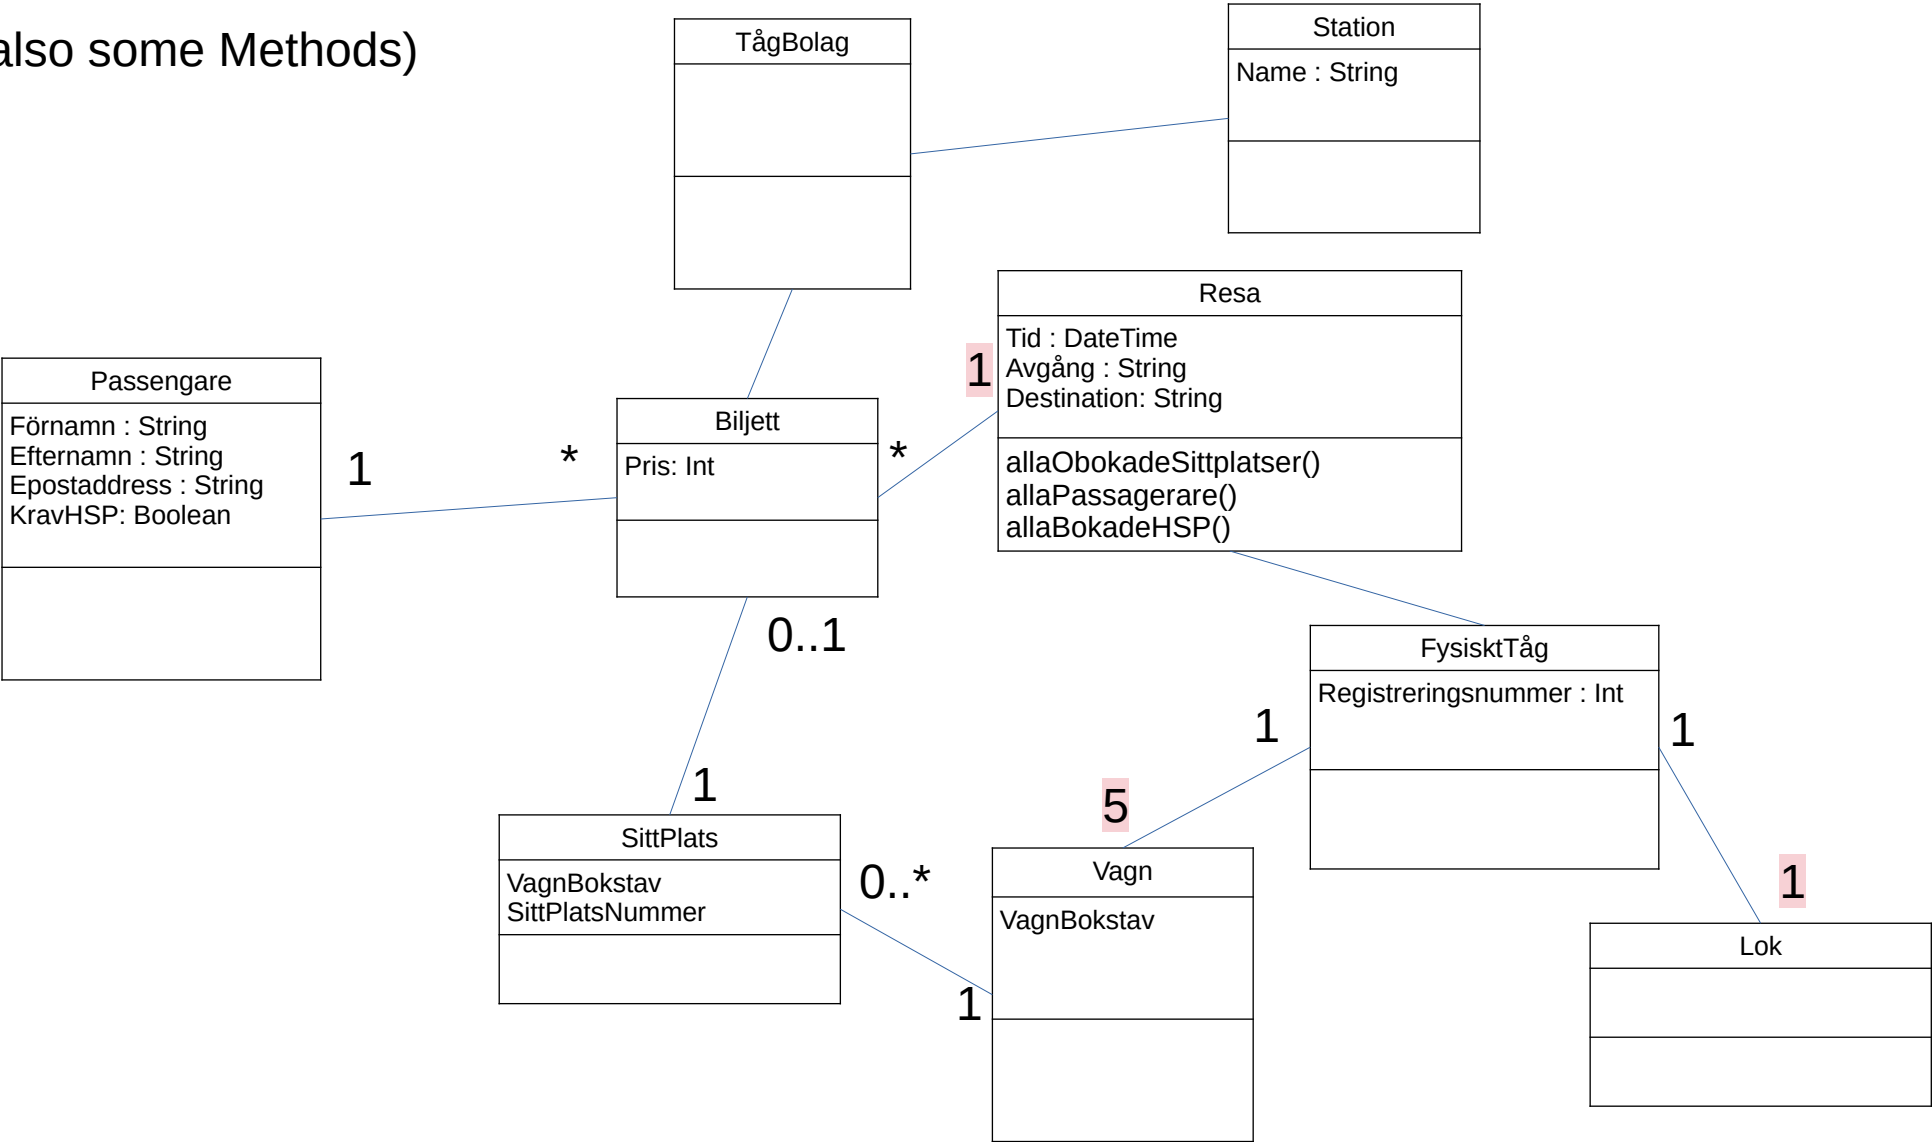 also some Methods)
TågBolag
Station
Name : String
Resa
Tid : DateTime
Avgång : String
Destination: String
allaObokadeSittplatser()
allaPassagerare()
allaBokadeHSP()
1
*
Passengare
Förnamn : String
Efternamn : String
Epostaddress : String
KravHSP: Boolean
1
*
Biljett
Pris: Int
0..1
1
FysisktTåg
Registreringsnummer : Int
1
1
5
1
SittPlats
VagnBokstav
SittPlatsNummer
0..*
1
Vagn
VagnBokstav
Lok